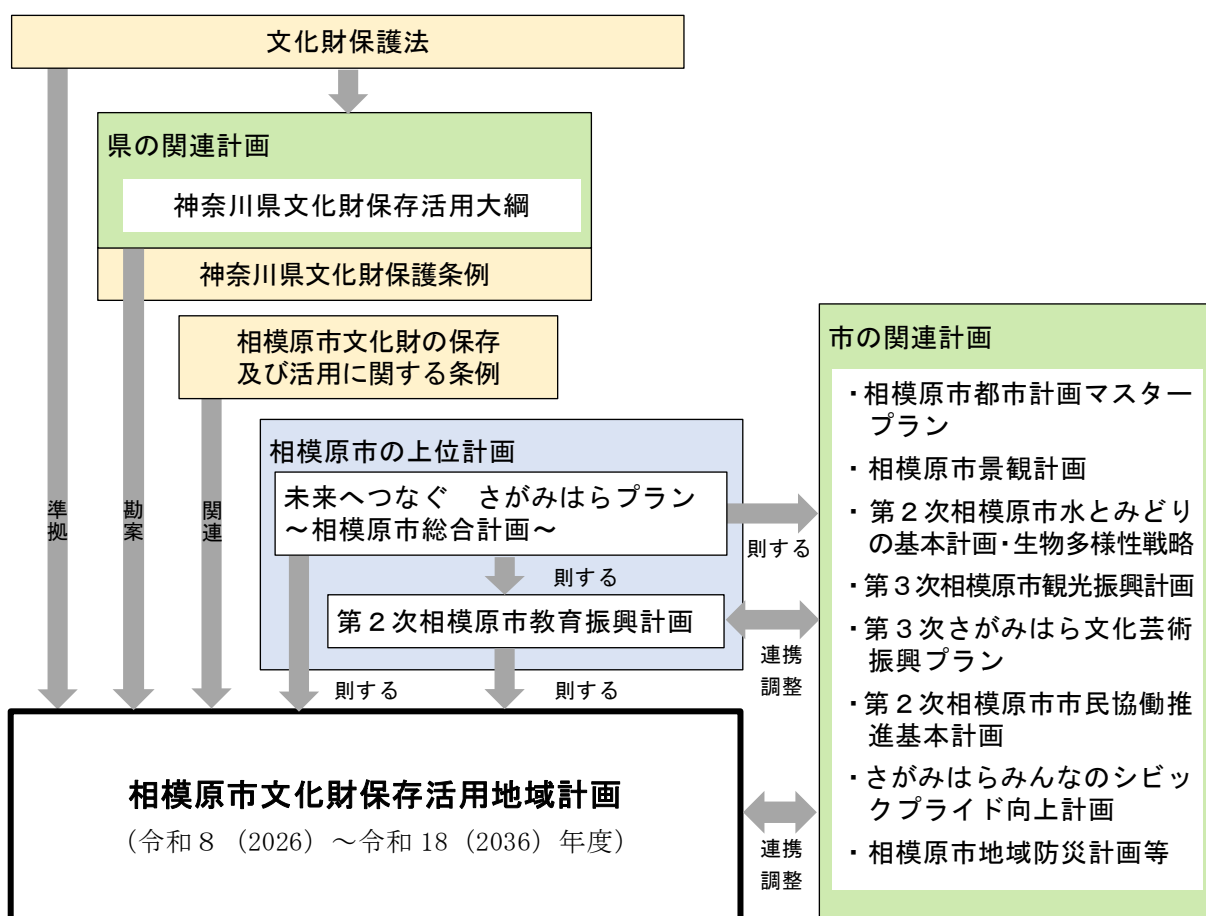 文化財保護法
県の関連計画
神奈川県文化財保存活用大綱
神奈川県文化財保護条例
相模原市文化財の保存
及び活用に関する条例
相模原市の上位計画
未来へつなぐ　さがみはらプラン
～相模原市総合計画～
準拠
勘案
関連
則する
則する
第２次相模原市教育振興計画
連携
調整
則する
則する
相模原市文化財保存活用地域計画
（令和８（2026）～令和 18（2036）年度）
連携
調整
市の関連計画
・相模原市都市計画マスター
プラン
・相模原市景観計画
・第２次相模原市水とみどり
の基本計画・生物多様性戦略
・第３次相模原市観光振興計画
・第３次さがみはら文化芸術
振興プラン
・第２次相模原市市民協働推
進基本計画
・さがみはらみんなのシビッ
クプライド向上計画
・相模原市地域防災計画等